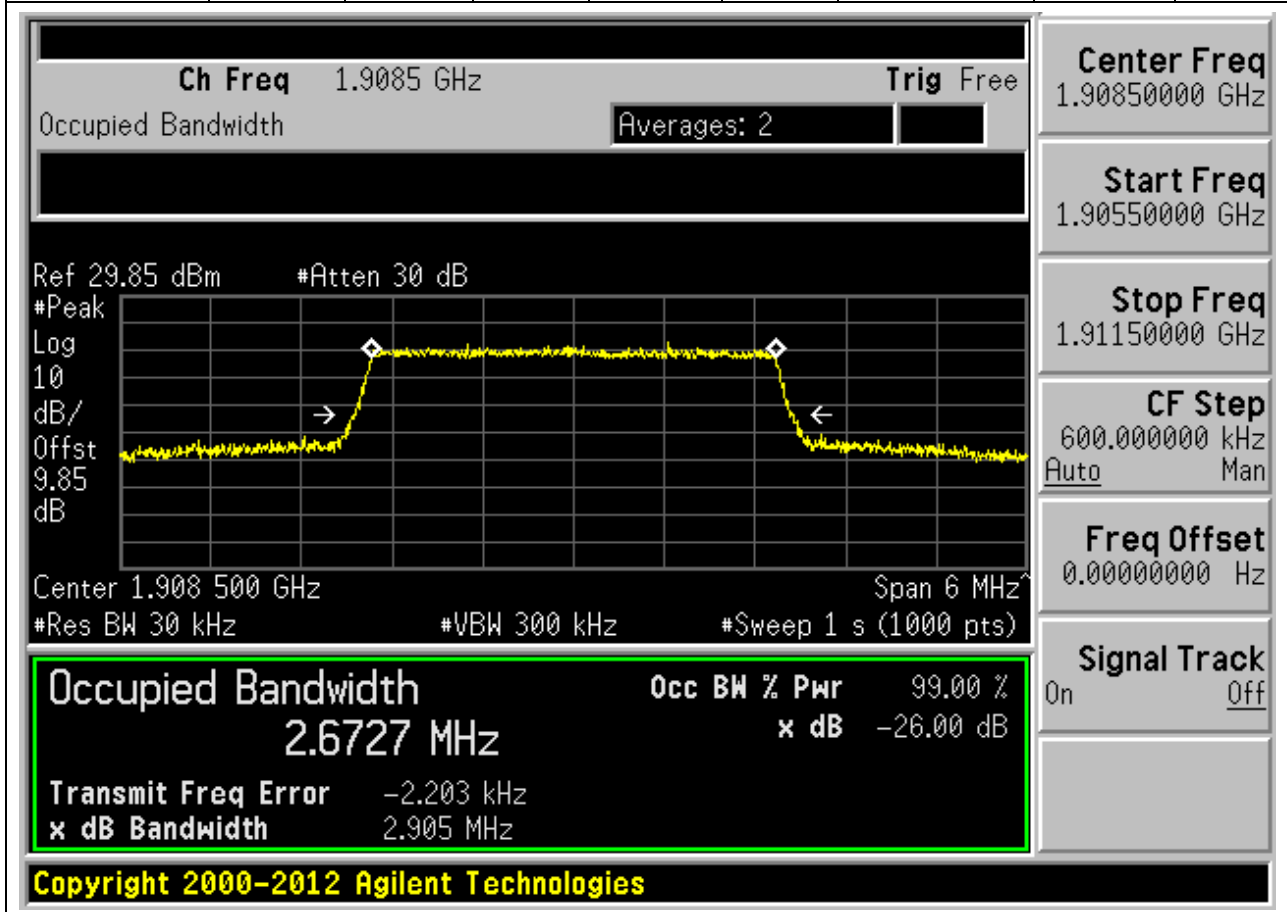 Ch Freq 1.9085 GHz Trig Free
Occupied Bandwidth Averages: 2
Ref 29.85 dBm #Atten 30 dB
#Peak
Log
10
dB/
Offst
9.85
dB
Center 1.908 500 GHz Span 6 MHz^
#Res BW 30 kHz #VBW 300 kHz #Sweep 1 s (1000 pts)
Occupied Bandwidth Occ BW % Pwr 99.00 %
2.6727 MHz x dB -26.00 dB
Transmit Freq Error -2.203 kHz
x dB Bandwidth 2.905 MHz
Copyright 2000-2012 Agilent Technologies
Center Freq
1.90850000 GHz
Start Freq
1.90550000 GHz
Stop Freq
1.91150000 GHz
CF Step
600.000000 kHz
Auto Man
Freq Offset
0.00000000 Hz
Signal Track
On Off